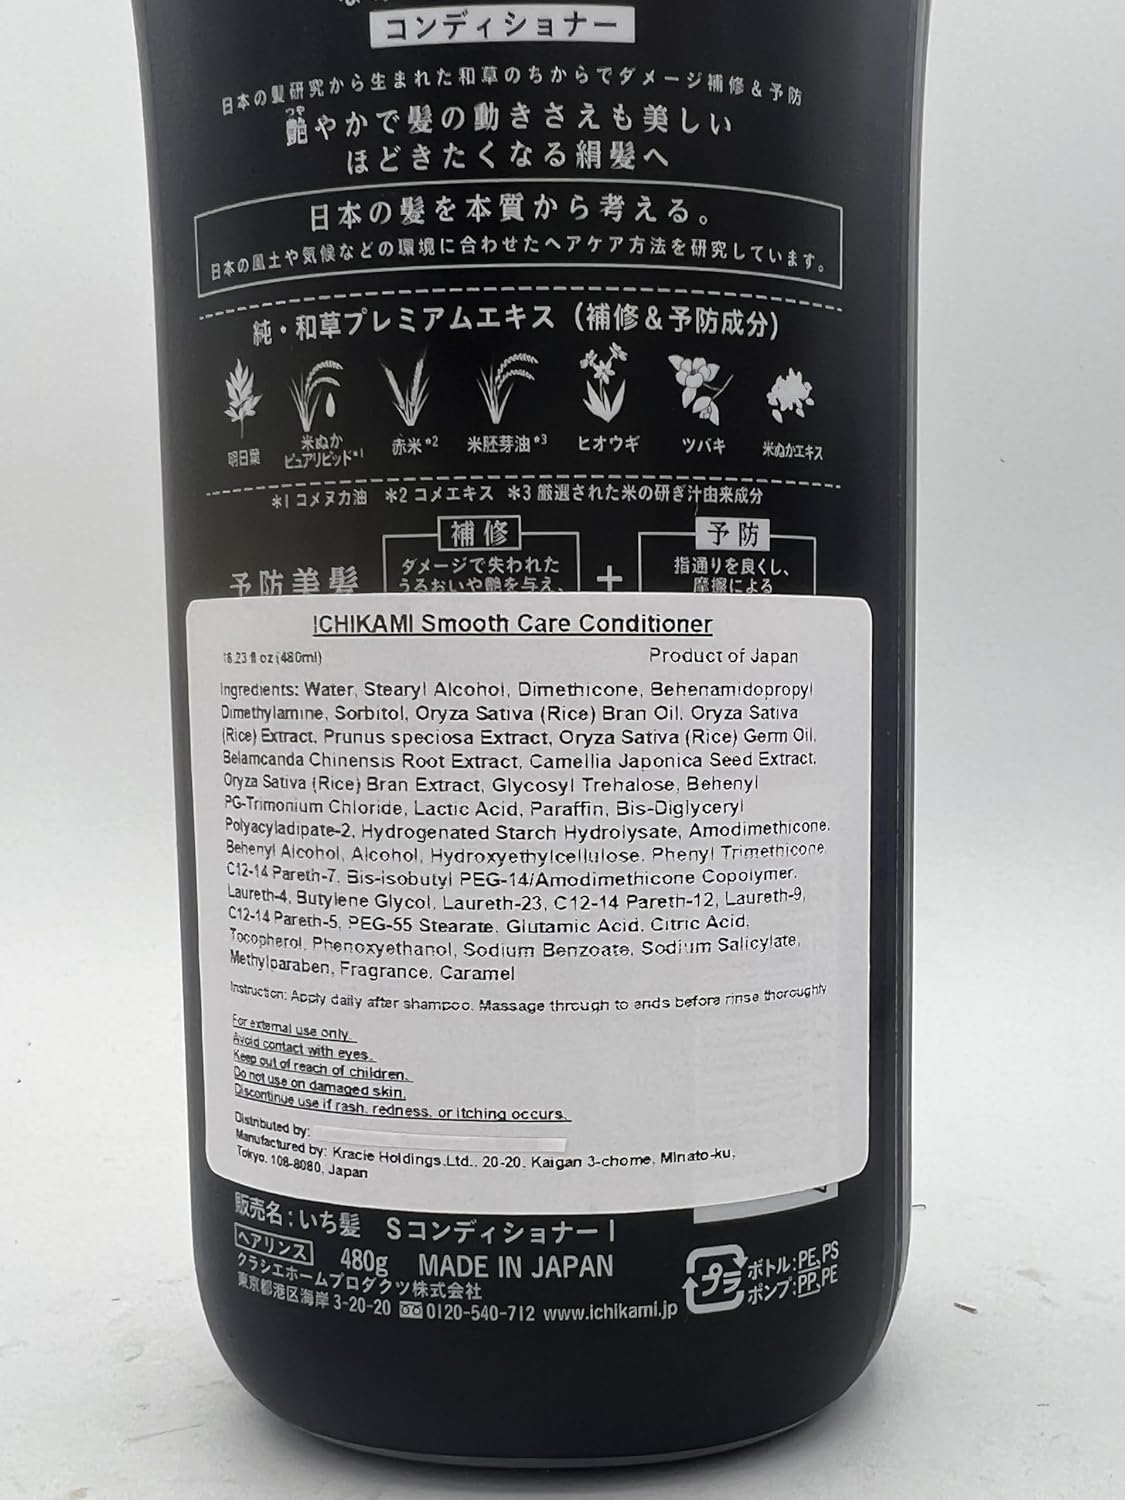 コンディショナー
日本の髪研究から生まれた和草のちからでダメージ補修&予防
つや
艶やかで髪の動きさえも美しい
ほどきたくなる絹髪へ
日本の髪を本質から考える。
日本の風土や気候などの環境に合わせたヘアケア方法を研究しています。
純・和草プレミアムエキス(補修&予防成分)
明日葉 米ぬかピュアリピッド*1 赤米*2 米胚芽油*3 ヒオウギ ツバキ 米ぬかエキス
*1 コメヌカ油 *2 コメエキス *3 厳選された米の研ぎ汁由来成分
補修 予防
ダメージで失われた 指通りを良くし、
予防美髪 うるおいや艶を与え、 + 摩擦による
ICHIKAMI Smooth Care Conditioner
16.23 fl oz (480ml) Product of Japan
Ingredients: Water, Stearyl Alcohol, Dimethicone, Behenamidopropyl
Dimethylamine, Sorbitol, Oryza Sativa (Rice) Bran Oil, Oryza Sativa
(Rice) Extract, Prunus speciosa Extract, Oryza Sativa (Rice) Germ Oil,
Belamcanda Chinensis Root Extract, Camellia Japonica Seed Extract,
Oryza Sativa (Rice) Bran Extract, Glycosyl Trehalose, Behenyl
PG-Trimonium Chloride, Lactic Acid, Paraffin, Bis-Diglyceryl
Polyacyladipate-2, Hydrogenated Starch Hydrolysate, Amodimethicone,
Behenyl Alcohol, Alcohol, Hydroxyethylcellulose, Phenyl Trimethicone,
C12-14 Pareth-7, Bis-isobutyl PEG-14/Amodimethicone Copolymer,
Laureth-4, Butylene Glycol, Laureth-23, C12-14 Pareth-12, Laureth-9,
C12-14 Pareth-5, PEG-55 Stearate, Glutamic Acid, Citric Acid,
Tocopherol, Phenoxyethanol, Sodium Benzoate, Sodium Salicylate,
Methylparaben, Fragrance, Caramel
Instruction: Apply daily after shampoo. Massage through to ends before rinse thoroughly
For external use only.
Avoid contact with eyes.
Keep out of reach of children.
Do not use on damaged skin.
Discontinue use if rash, redness, or itching occurs.
Distributed by:
Manufactured by: Kracie Holdings,Ltd., 20-20, Kaigan 3-chome, Minato-ku,
Tokyo, 108-8080, Japan
販売名:いち髪 Sコンディショナー I
ヘアリンス 480g MADE IN JAPAN
クラシエホームプロダクツ株式会社
東京都港区海岸 3-20-20 0120-540-712 www.ichikami.jp
プラ ボトル:PE,PS
ポンプ:PP,PE